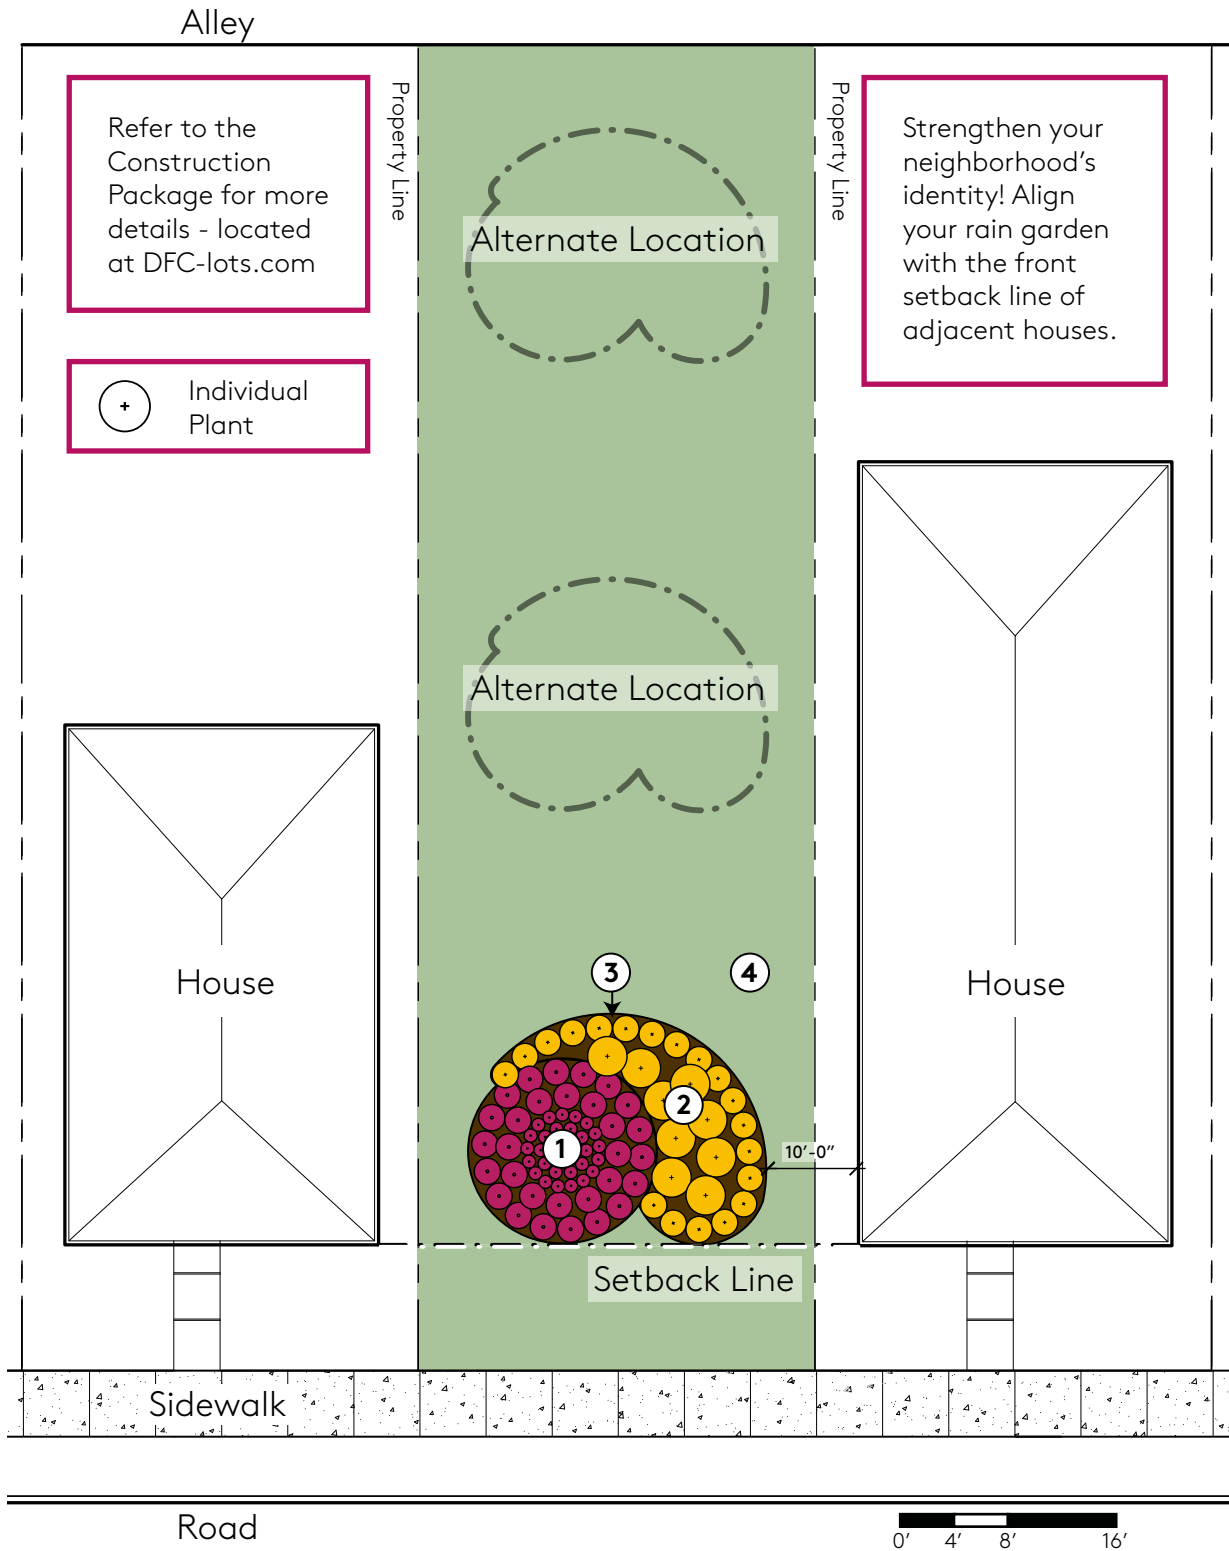 Alley
Refer to the
Construction
Package for more
details - located
at DFC-lots.com
Property Line
Property Line
Strengthen your
neighborhood's
identity! Align
your rain garden
with the front
setback line of
adjacent houses.
Alternate Location
Individual
Plant
Alternate Location
House
House
3
4
2
1
10'-0"
Setback Line
Sidewalk
Road
0' 4' 8' 16'